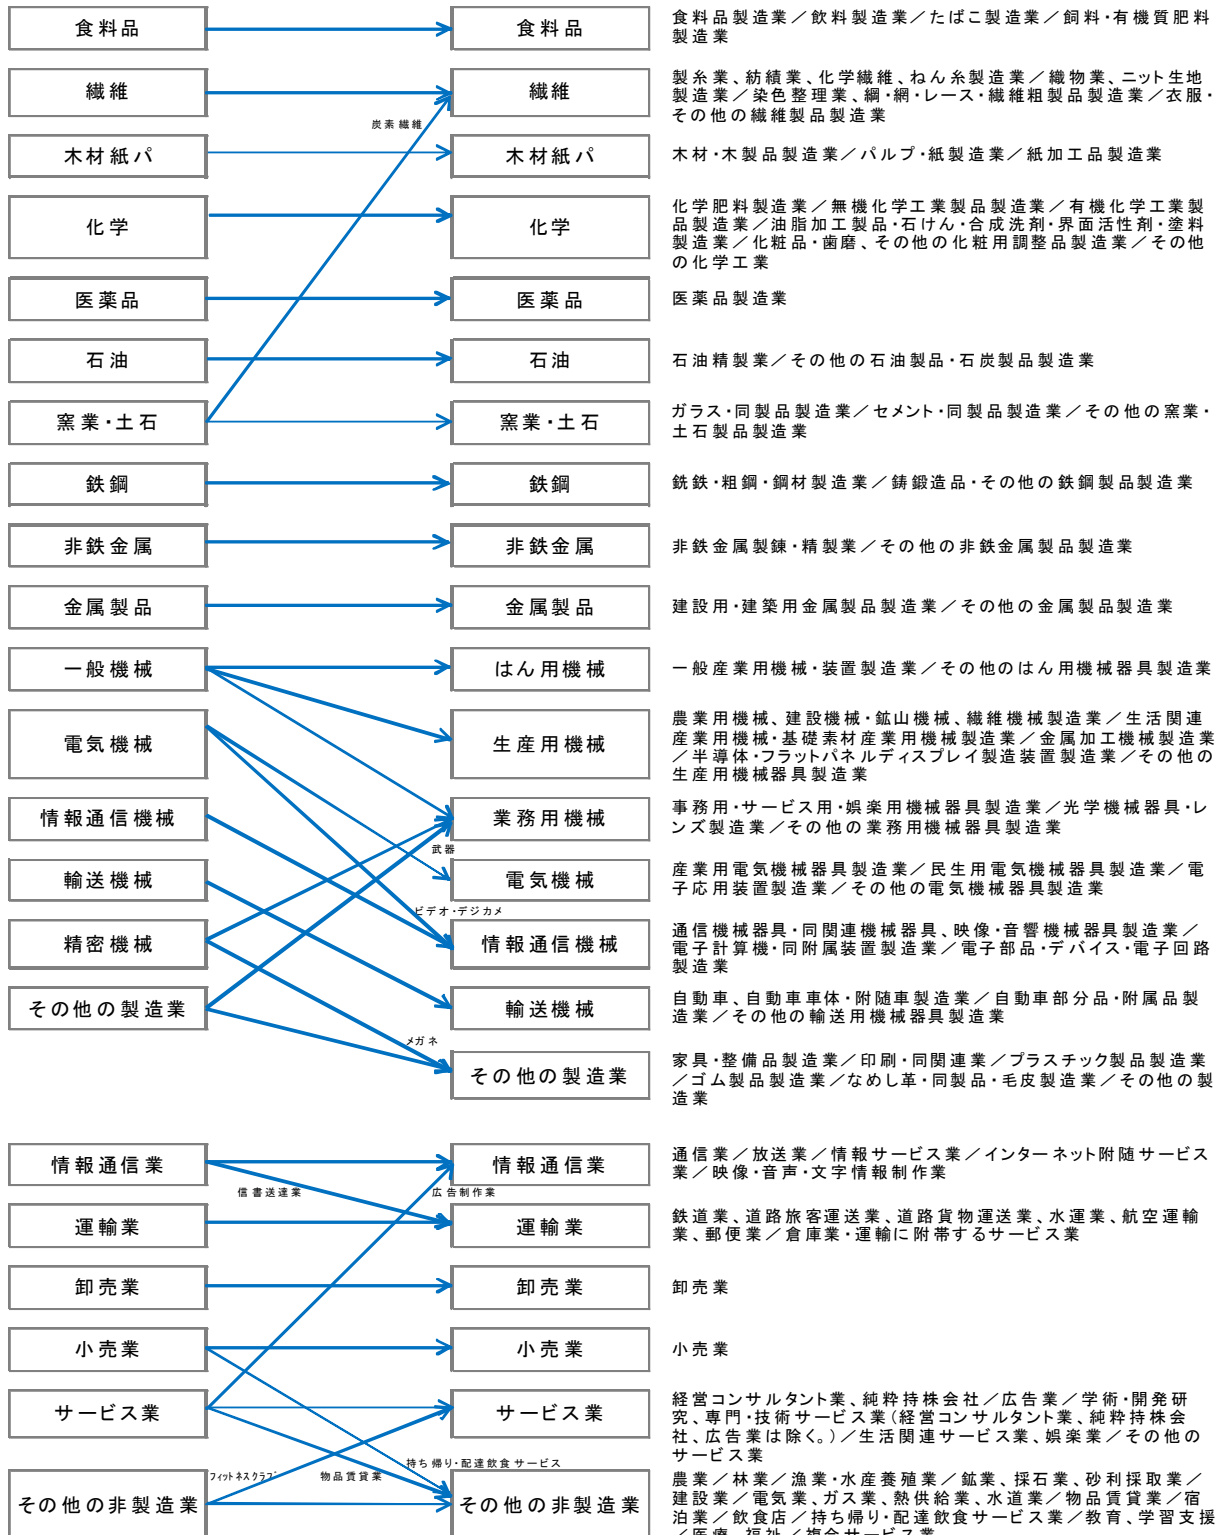 食料品
食料品
食料品製造業／飲料製造業／たばこ製造業／飼料・有機質肥料
製造業
繊維
繊維
製糸業、紡績業、化学繊維、ねん糸製造業／織物業、ニット生地
製造業／染色整理業、綱・網・レース・繊維粗製品製造業／衣服・
その他の繊維製品製造業
炭素繊維
木材紙パ
木材紙パ
木材・木製品製造業／パルプ・紙製造業／紙加工品製造業
化学
化学
化学肥料製造業／無機化学工業製品製造業／有機化学工業製
品製造業／油脂加工製品・石けん・合成洗剤・界面活性剤・塗料
製造業／化粧品・歯磨、その他の化粧用調整品製造業／その他
の化学工業
医薬品
医薬品
医薬品製造業
石油
石油
石油精製業／その他の石油製品・石炭製品製造業
窯業・土石
窯業・土石
ガラス・同製品製造業／セメント・同製品製造業／その他の窯業・
土石製品製造業
鉄鋼
鉄鋼
銑鉄・粗鋼・鋼材製造業／鋳鍛造品・その他の鉄鋼製品製造業
非鉄金属
非鉄金属
非鉄金属製錬・精製業／その他の非鉄金属製品製造業
金属製品
金属製品
建設用・建築用金属製品製造業／その他の金属製品製造業
一般機械
はん用機械
一般産業用機械・装置製造業／その他のはん用機械器具製造業
電気機械
生産用機械
農業用機械、建設機械・鉱山機械、繊維機械製造業／生活関連
産業用機械・基礎素材産業用機械製造業／金属加工機械製造業
／半導体・フラットパネルディスプレイ製造装置製造業／その他の
生産用機械器具製造業
情報通信機械
業務用機械
事務用・サービス用・娯楽用機械器具製造業／光学機械器具・レ
ンズ製造業／その他の業務用機械器具製造業
武器
輸送機械
電気機械
産業用電気機械器具製造業／民生用電気機械器具製造業／電
子応用装置製造業／その他の電気機械器具製造業
ビデオ・デジカメ
精密機械
情報通信機械
通信機械器具・同関連機械器具、映像・音響機械器具製造業／
電子計算機・同附属装置製造業／電子部品・デバイス・電子回路
製造業
その他の製造業
輸送機械
自動車、自動車車体・附随車製造業／自動車部分品・附属品製
造業／その他の輸送用機械器具製造業
メガネ
その他の製造業
家具・整備品製造業／印刷・同関連業／プラスチック製品製造業
／ゴム製品製造業／なめし革・同製品・毛皮製造業／その他の製
造業
情報通信業
情報通信業
通信業／放送業／情報サービス業／インターネット附随サービス
業／映像・音声・文字情報制作業
信書送達業
広告制作業
運輸業
運輸業
鉄道業、道路旅客運送業、道路貨物運送業、水運業、航空運輸
業、郵便業／倉庫業・運輸に附帯するサービス業
卸売業
卸売業
卸売業
小売業
小売業
小売業
サービス業
サービス業
経営コンサルタント業、純粋持株会社／広告業／学術・開発研
究、専門・技術サービス業（経営コンサルタント業、純粋持株会
社、広告業は除く。）／生活関連サービス業、娯楽業／その他の
サービス業
持ち帰り・配達飲食サービス
フィットネスクラブ
物品賃貸業
その他の非製造業
その他の非製造業
農業／林業／漁業・水産養殖業／鉱業、採石業、砂利採取業／
建設業／電気業、ガス業、熱供給業、水道業／物品賃貸業／宿
泊業／飲食店／持ち帰り・配達飲食サービス業／教育、学習支援
／医療、福祉／複合サービス業